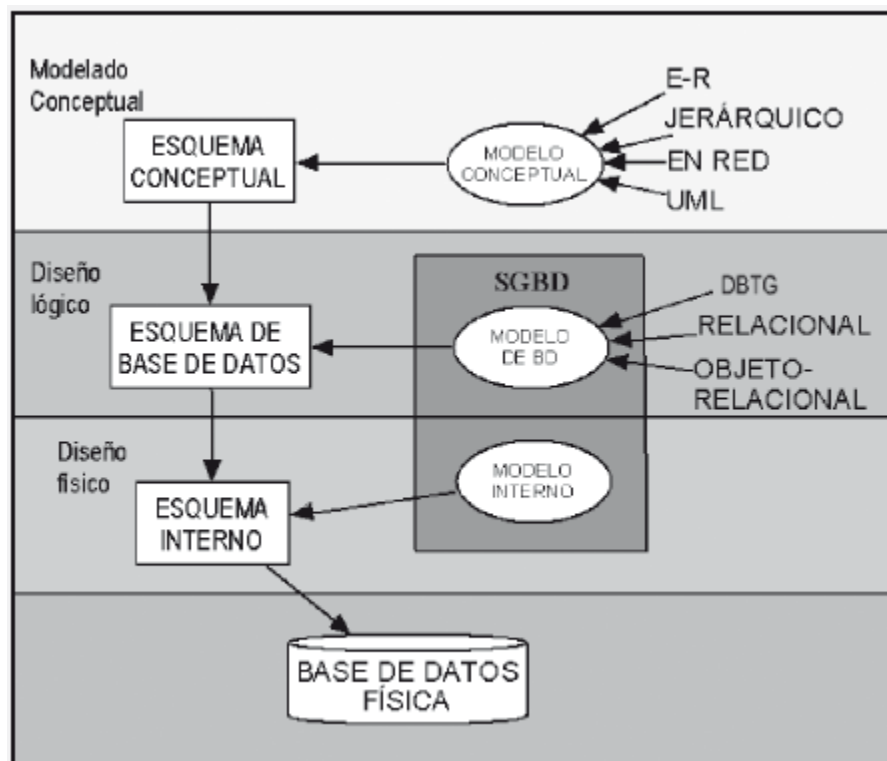 Modelado
Conceptual
E-R
JERÁRQUICO
EN RED
UML
MODELO
CONCEPTUAL
ESQUEMA
CONCEPTUAL
Diseño
lógico
SGBD
DBTG
RELACIONAL
OBJETO-
RELACIONAL
MODELO
DE BD
ESQUEMA DE
BASE DE DATOS
Diseño
físico
MODELO
INTERNO
ESQUEMA
INTERNO
BASE DE DATOS
FÍSICA